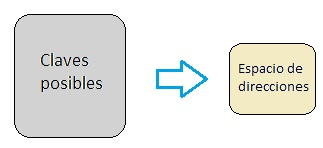 Claves
posibles
Espacio de
direcciones